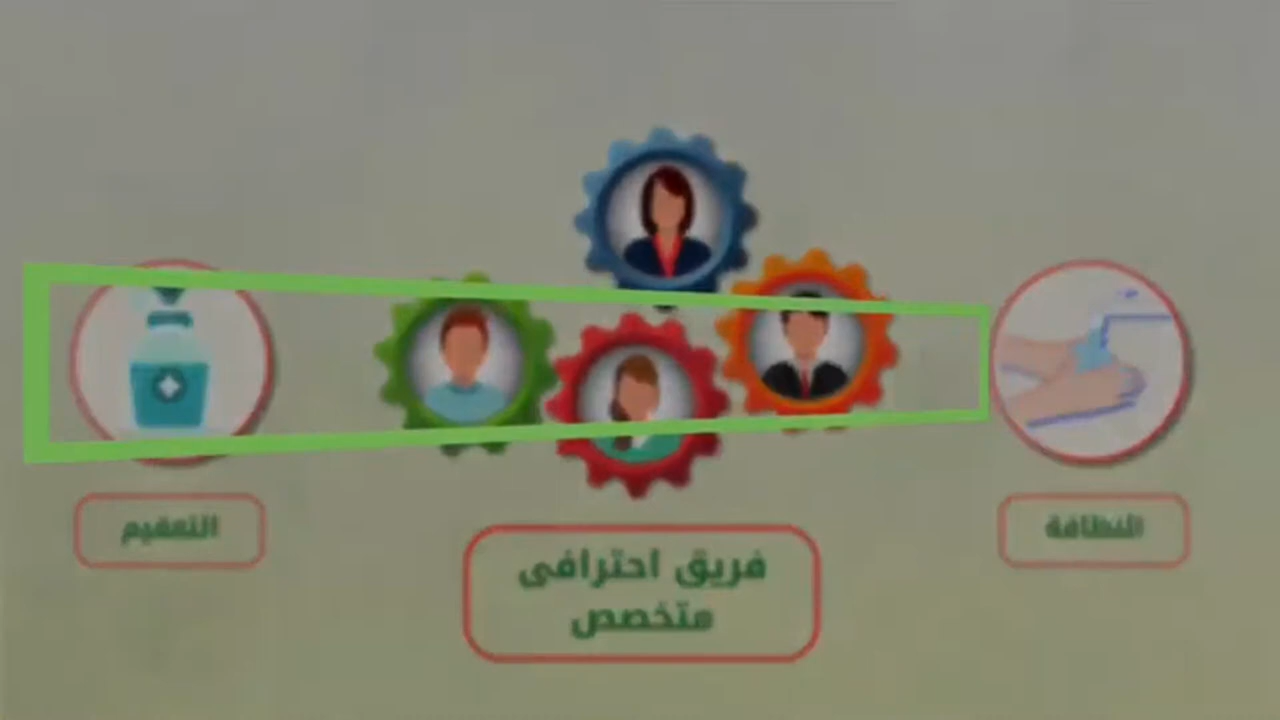 النظافة
فريق احترافى
متخصص
التعقيم